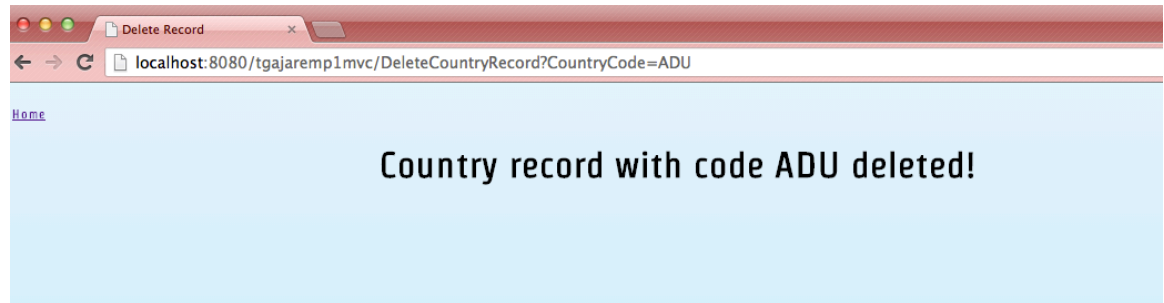 Delete Record
localhost:8080/tgajaremp1mvc/DeleteCountryRecord?CountryCode=ADU
Home
Country record with code ADU deleted!